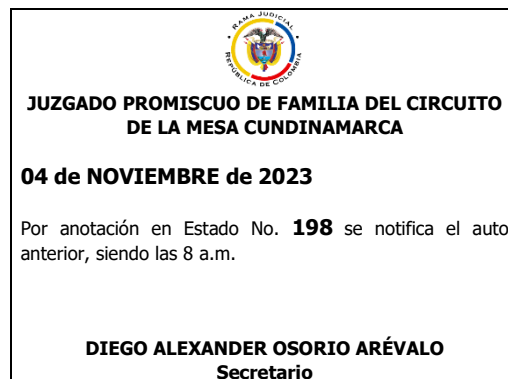 RAMA JUDICIAL
REPÚBLICA DE COLOMBIA
JUZGADO PROMISCUO DE FAMILIA DEL CIRCUITO
DE LA MESA CUNDINAMARCA
04 de NOVIEMBRE de 2023
Por anotación en Estado No. 198 se notifica el auto
anterior, siendo las 8 a.m.
DIEGO ALEXANDER OSORIO ARÉVALO
Secretario